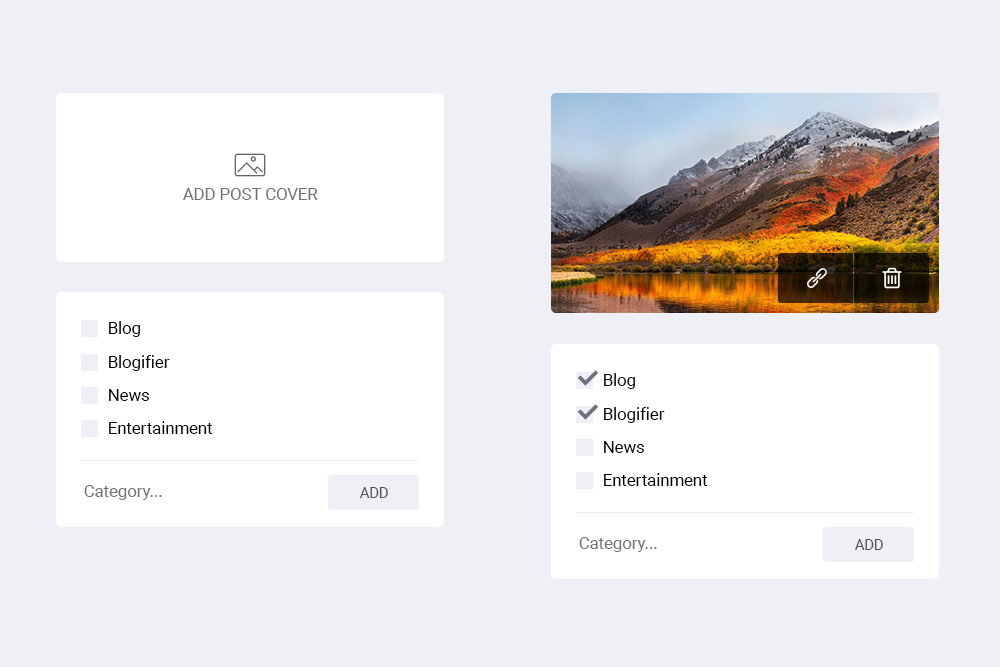 ADD POST COVER
Blog
Blogifier
News
Entertainment
Category...
ADD
Blog
Blogifier
News
Entertainment
Category...
ADD